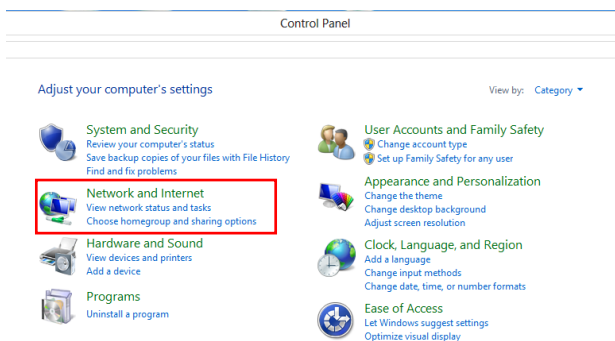 Control Panel
Adjust your computer's settings
View by: Category
System and Security
Review your computer's status
Save backup copies of your files with File History
Find and fix problems
Network and Internet
View network status and tasks
Choose homegroup and sharing options
Hardware and Sound
View devices and printers
Add a device
Programs
Uninstall a program
User Accounts and Family Safety
Change account type
Set up Family Safety for any user
Appearance and Personalization
Change the theme
Change desktop background
Adjust screen resolution
Clock, Language, and Region
Add a language
Change input methods
Change date, time, or number formats
Ease of Access
Let Windows suggest settings
Optimize visual display